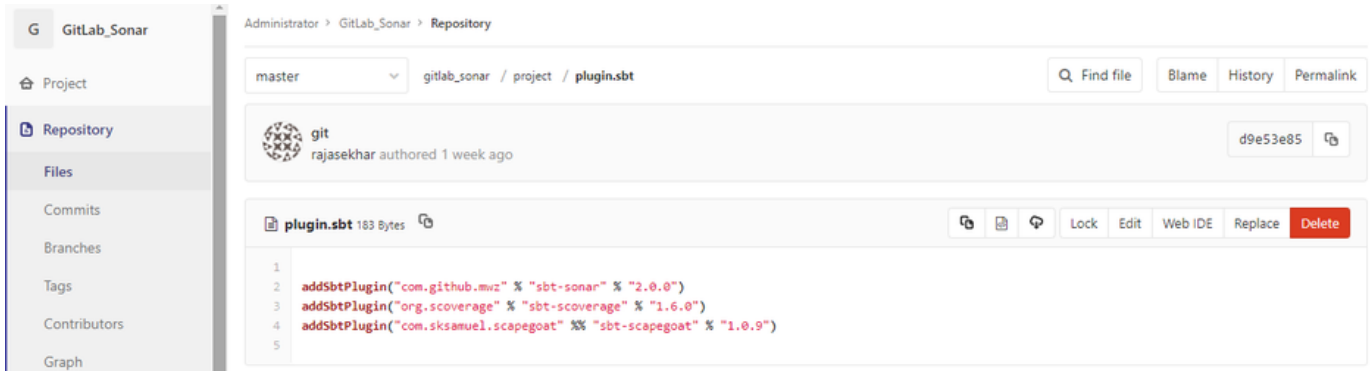 G GitLab_Sonar
Administrator > GitLab_Sonar > Repository
Project
master
gitlab_sonar / project / plugin.sbt
Find file
Blame
History
Permalink
Repository
git
rajasekhar authored 1 week ago
d9e53e85
Files
Commits
Branches
Tags
Contributors
Graph
plugin.sbt 183 Bytes
Lock
Edit
Web IDE
Replace
Delete
1
2 addSbtPlugin("com.github.mwz" % "sbt-sonar" % "2.0.0")
3 addSbtPlugin("org.scoverage" % "sbt-scoverage" % "1.6.0")
4 addSbtPlugin("com.sksamuel.scapegoat" %% "sbt-scapegoat" % "1.0.9")
5